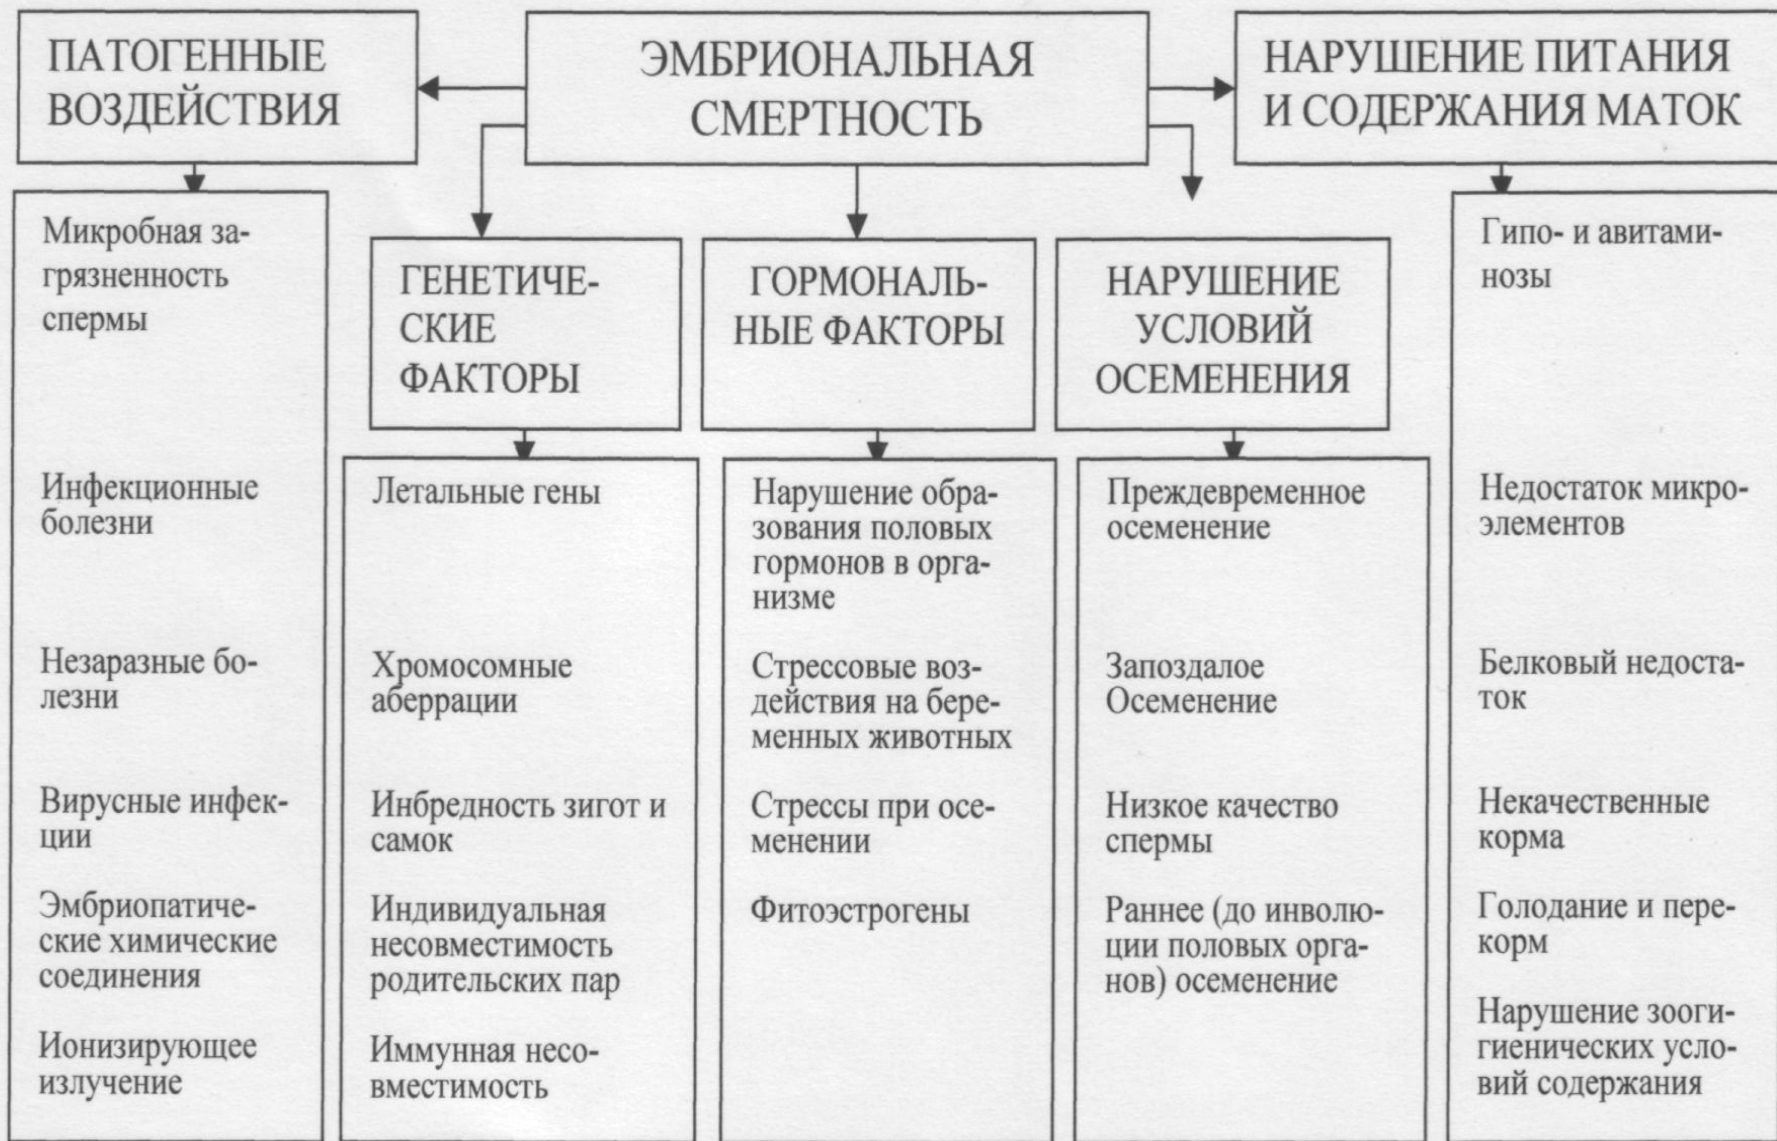 ПАТОГЕННЫЕ
ВОЗДЕЙСТВИЯ
ЭМБРИОНАЛЬНАЯ
СМЕРТНОСТЬ
НАРУШЕНИЕ ПИТАНИЯ
И СОДЕРЖАНИЯ МАТОК
Микробная за-
грязненность
спермы
Инфекционные
болезни
Незаразные бо-
лезни
Вирусные инфек-
ции
Эмбриопатиче-
ские химические
соединения
Ионизирующее
излучение
ГЕНЕТИЧЕ-
СКИЕ
ФАКТОРЫ
Летальные гены
Хромосомные
аберрации
Инбредность зигот и
самок
Индивидуальная
несовместимость
родительских пар
Иммунная несо-
вместимость
ГОРМОНАЛЬ-
НЫЕ ФАКТОРЫ
Нарушение обра-
зования половых
гормонов в орга-
низме
Стрессовые воз-
действия на бере-
менных животных
Стрессы при осе-
менении
Фитоэстрогены
НАРУШЕНИЕ
УСЛОВИЙ
ОСЕМЕНЕНИЯ
Преждевременное
осеменение
Запоздалое
Осеменение
Низкое качество
спермы
Раннее (до инволю-
ции половых орга-
нов) осеменение
Гипо- и авитами-
нозы
Недостаток микро-
элементов
Белковый недоста-
ток
Некачественные
корма
Голодание и пере-
корм
Нарушение зооги-
гиенических усло-
вий содержания